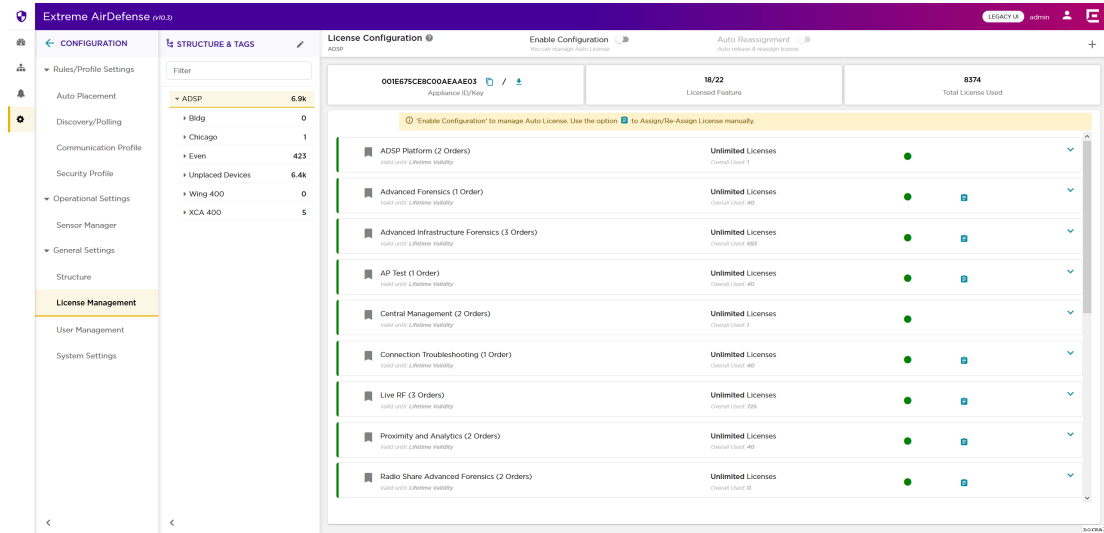 Extreme AirDefense (v10.3)
LEGACY UI admin
CONFIGURATION
Rules/Profile Settings
Auto Placement
Discovery/Polling
Communication Profile
Security Profile
Operational Settings
Sensor Manager
General Settings
Structure
License Management
User Management
System Settings
STRUCTURE & TAGS
Filter
ADSP 6.9k
Bldg 0
Chicago 1
Even 423
Unplaced Devices 6.4k
Wing 400 0
XCA 400 5
License Configuration
ADSP
Enable Configuration
You can manage Auto License
Auto Reassignment
Auto release & reassign license
001E675CE8C00AEAAE03 /
Appliance ID/Key
18/22
Licensed Feature
8374
Total License Used
'Enable Configuration' to manage Auto License. Use the option to Assign/Re-Assign License manually.
ADSP Platform (2 Orders) Unlimited Licenses
Valid until: Lifetime Validity Overall Used: 1
Advanced Forensics (1 Order) Unlimited Licenses
Valid until: Lifetime Validity Overall Used: 40
Advanced Infrastructure Forensics (3 Orders) Unlimited Licenses
Valid until: Lifetime Validity Overall Used: 693
AP Test (1 Order) Unlimited Licenses
Valid until: Lifetime Validity Overall Used: 40
Central Management (2 Orders) Unlimited Licenses
Valid until: Lifetime Validity Overall Used: 1
Connection Troubleshooting (1 Order) Unlimited Licenses
Valid until: Lifetime Validity Overall Used: 40
Live RF (3 Orders) Unlimited Licenses
Valid until: Lifetime Validity Overall Used: 725
Proximity and Analytics (2 Orders) Unlimited Licenses
Valid until: Lifetime Validity Overall Used: 40
Radio Share Advanced Forensics (2 Orders) Unlimited Licenses
Valid until: Lifetime Validity Overall Used: 0